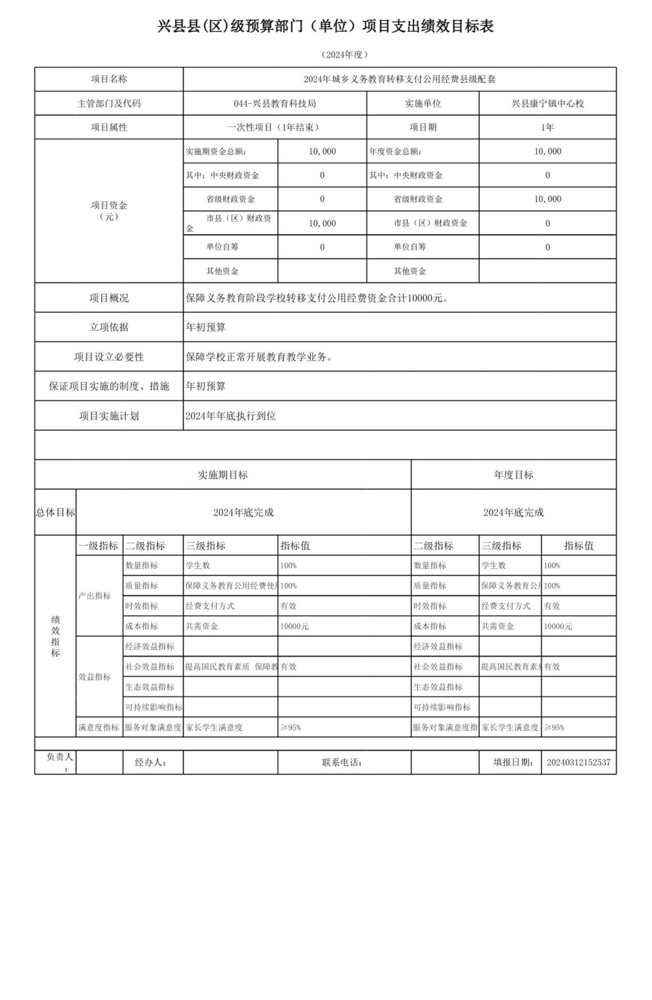 兴县县(区)级预算部门（单位）项目支出绩效目标表
（2024年度）
项目名称 2024年城乡义务教育转移支付公用经费县级配套
主管部门及代码 044-兴县教育科技局 实施单位 兴县康宁镇中心校
项目属性 一次性项目（1年结束） 项目期 1年
项目资金
（元）
实施期资金总额： 10,000 年度资金总额： 10,000
其中：中央财政资金 0 其中：中央财政资金 0
省级财政资金 0 省级财政资金 10,000
市县（区）财政资
金 10,000 市县（区）财政资金 0
单位自筹 0 单位自筹 0
其他资金 其他资金
项目概况 保障义务教育阶段学校转移支付公用经费资金合计10000元。
立项依据 年初预算
项目设立必要性 保障学校正常开展教育教学业务。
保证项目实施的制度、措施 年初预算
项目实施计划 2024年年底执行到位
实施期目标 年度目标
总体目标 2024年底完成 2024年底完成
绩
效
指
标
一级指标 二级指标 三级指标 指标值 二级指标 三级指标 指标值
产出指标
数量指标 学生数 100% 数量指标 学生数 100%
质量指标 保障义务教育公用经费使 100% 质量指标 保障义务教育公 100%
时效指标 经费支付方式 有效 时效指标 经费支付方式 有效
成本指标 共需资金 10000元 成本指标 共需资金 10000元
效益指标
经济效益指标 经济效益指标
社会效益指标 提高国民教育素质 保障教 有效 社会效益指标 提高国民教育素 有效
生态效益指标 生态效益指标
可持续影响指标 可持续影响指标
满意度指标 服务对象满意度 家长学生满意度 ≥95% 服务对象满意度指 家长学生满意度 ≥95%
负责人
： 经办人： 联系电话： 填报日期： 20240312152537